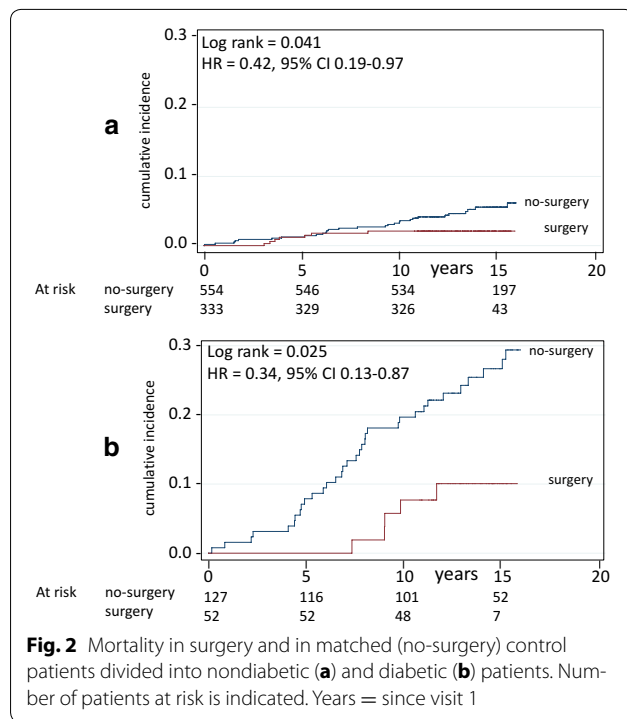 0.3
Log rank = 0.041
HR = 0.42, 95% CI 0.19-0.97
a
cumulative incidence
0.2
0.1
no-surgery
surgery
0.0
0 5 10 years 15 20
At risk no-surgery 554 546 534 197
surgery 333 329 326 43
0.3
Log rank = 0.025
HR = 0.34, 95% CI 0.13-0.87
no-surgery
b
cumulative incidence
0.2
0.1
surgery
0.0
0 5 10 years 15 20
At risk no-surgery 127 116 101 52
surgery 52 52 48 7
Fig. 2 Mortality in surgery and in matched (no-surgery) control
patients divided into nondiabetic (a) and diabetic (b) patients. Num-
ber of patients at risk is indicated. Years = since visit 1